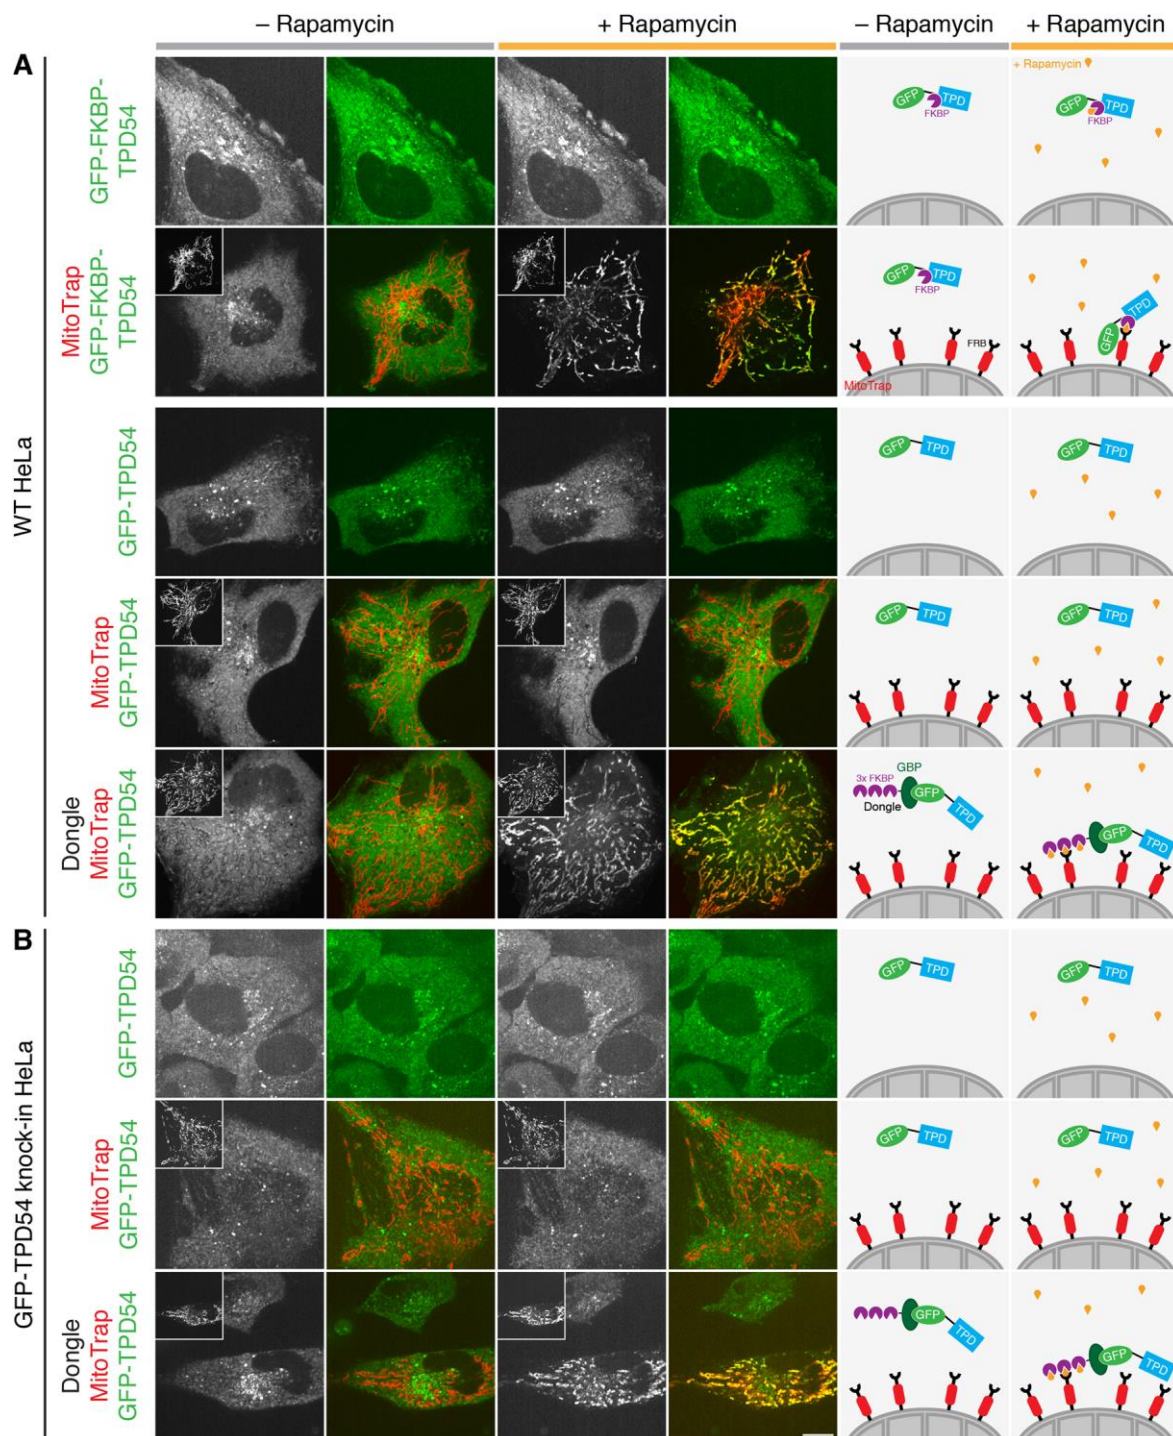 – Rapamycin
+ Rapamycin
– Rapamycin
+ Rapamycin
A
WT HeLa
GFP-FKBP-
TPD54
GFP
TPD
FKBP
+ Rapamycin
GFP
TPD
FKBP
MitoTrap
GFP-FKBP-
TPD54
GFP
TPD
FKBP
FRB
MitoTrap
GFP
TPD
GFP-TPD54
GFP
TPD
GFP
TPD
MitoTrap
GFP-TPD54
GFP
TPD
GFP
TPD
Dongle
MitoTrap
GFP-TPD54
GBP
3x FKBP
GFP
Dongle
TPD
GFP
TPD
B
GFP-TPD54 knock-in HeLa
GFP-TPD54
GFP
TPD
GFP
TPD
MitoTrap
GFP-TPD54
GFP
TPD
GFP
TPD
Dongle
MitoTrap
GFP-TPD54
GFP
TPD
GFP
TPD